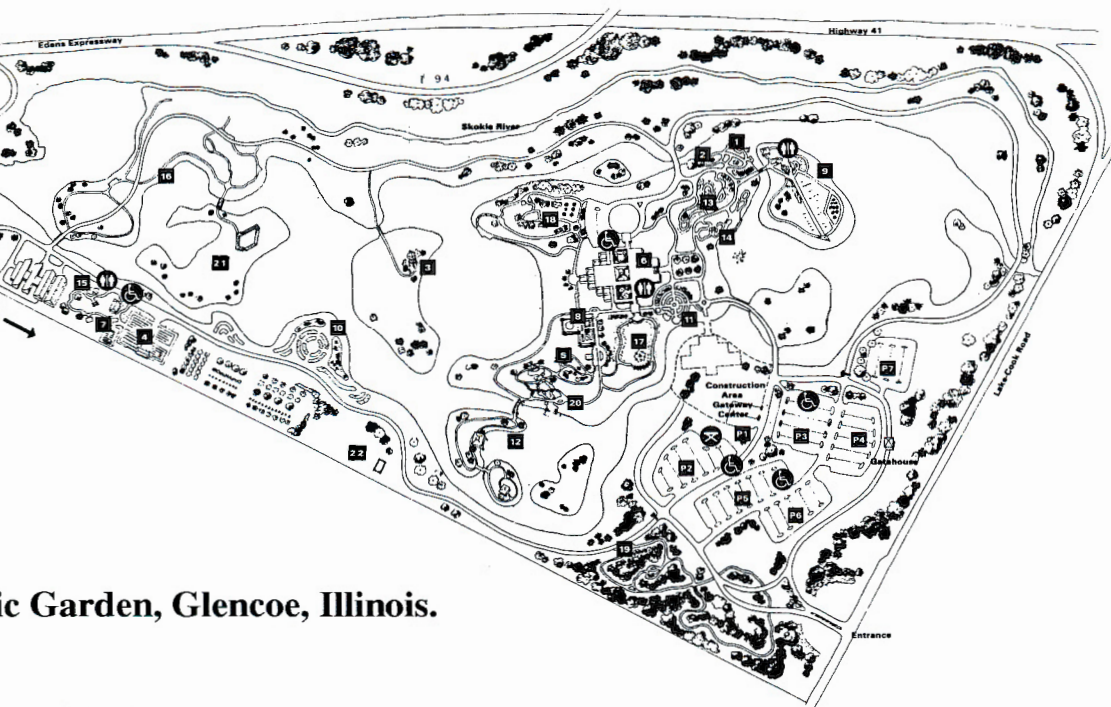 Highway 41
Edens Expressway
I 94
Skokie River
1
2
9
16
13
18
14
3
6
21
15
11
7
8
10
4
17
5
P7
Lake-Cook Road
Construction
Area
Gateway
Center
20
12
P1
P3
P4
22
P2
Gatehouse
P5
P6
19
ic Garden, Glencoe, Illinois.
Entrance